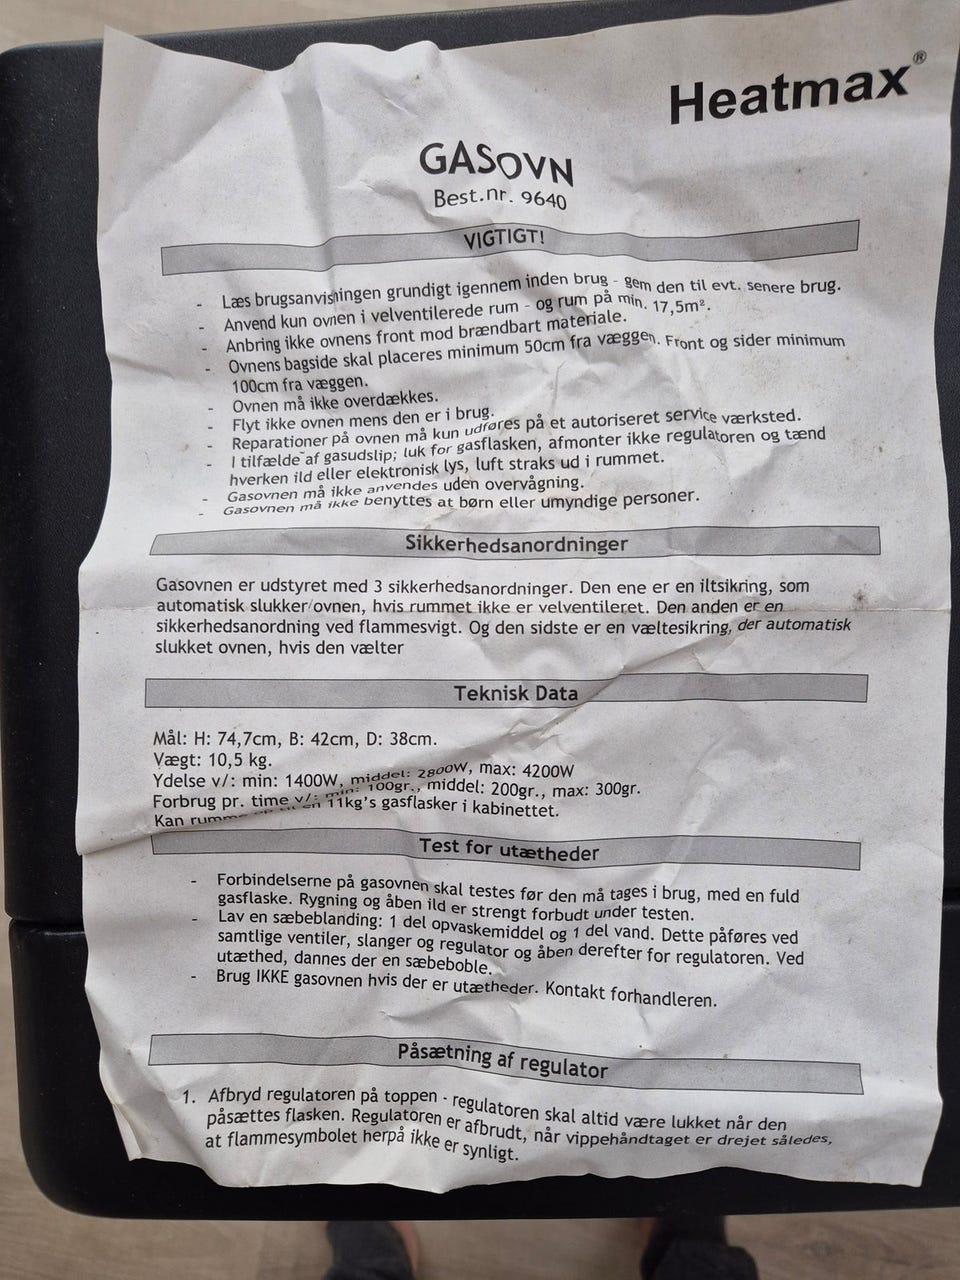 Heatmax®
GASOVN
Best.nr. 9640
VIGTIGT!
- Læs brugsanvisningen grundigt igennem inden brug - gem den til evt. senere brug.
- Anvend kun ovnen i velventilerede rum - og rum på min. 17,5m².
- Anbring ikke ovnens front mod brændbart materiale.
- Ovnens bagside skal placeres minimum 50cm fra væggen. Front og sider minimum
100cm fra væggen.
- Ovnen må ikke overdækkes.
- Flyt ikke ovnen mens den er i brug.
- Reparationer på ovnen må kun udføres på et autoriseret service værksted.
- I tilfælde af gasudslip; luk for gasflasken, afmonter ikke regulatoren og tænd
hverken ild eller elektronisk lys, luft straks ud i rummet.
- Gasovnen må ikke anvendes uden overvågning.
- Gasovnen må ikke benyttes at børn eller umyndige personer.
Sikkerhedsanordninger
Gasovnen er udstyret med 3 sikkerhedsanordninger. Den ene er en iltsikring, som
automatisk slukker ovnen, hvis rummet ikke er velventileret. Den anden er en
sikkerhedsanordning ved flammesvigt. Og den sidste er en væltesikring, der automatisk
slukket ovnen, hvis den vælter
Teknisk Data
Mål: H: 74,7cm, B: 42cm, D: 38cm.
Vægt: 10,5 kg.
Ydelse v/: min: 1400W, middel: 2800W, max: 4200W
Forbrug pr. time v/: min: 100gr., middel: 200gr., max: 300gr.
Kan en 11kg's gasflasker i kabinettet.
Test for utætheder
- Forbindelserne på gasovnen skal testes før den må tages i brug, med en fuld
gasflaske. Rygning og åben ild er strengt forbudt under testen.
- Lav en sæbeblanding: 1 del opvaskemiddel og 1 del vand. Dette påføres ved
samtlige ventiler, slanger og regulator og åben derefter for regulatoren. Ved
utæthed, dannes der en sæbeboble.
- Brug IKKE gasovnen hvis der er utætheder. Kontakt forhandleren.
Påsætning af regulator
1. Afbryd regulatoren på toppen - regulatoren skal altid være lukket når den
påsættes flasken. Regulatoren er afbrudt, når vippehåndtaget er drejet således,
at flammesymbolet herpå ikke er synligt.